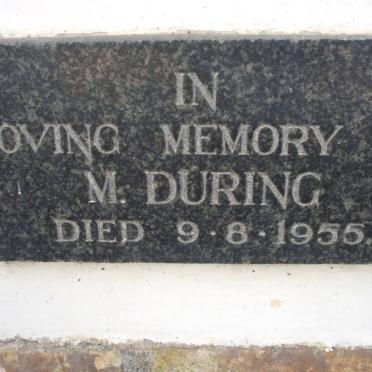 IN
OVING MEMORY
M. DURING
DIED 9·8·1955.